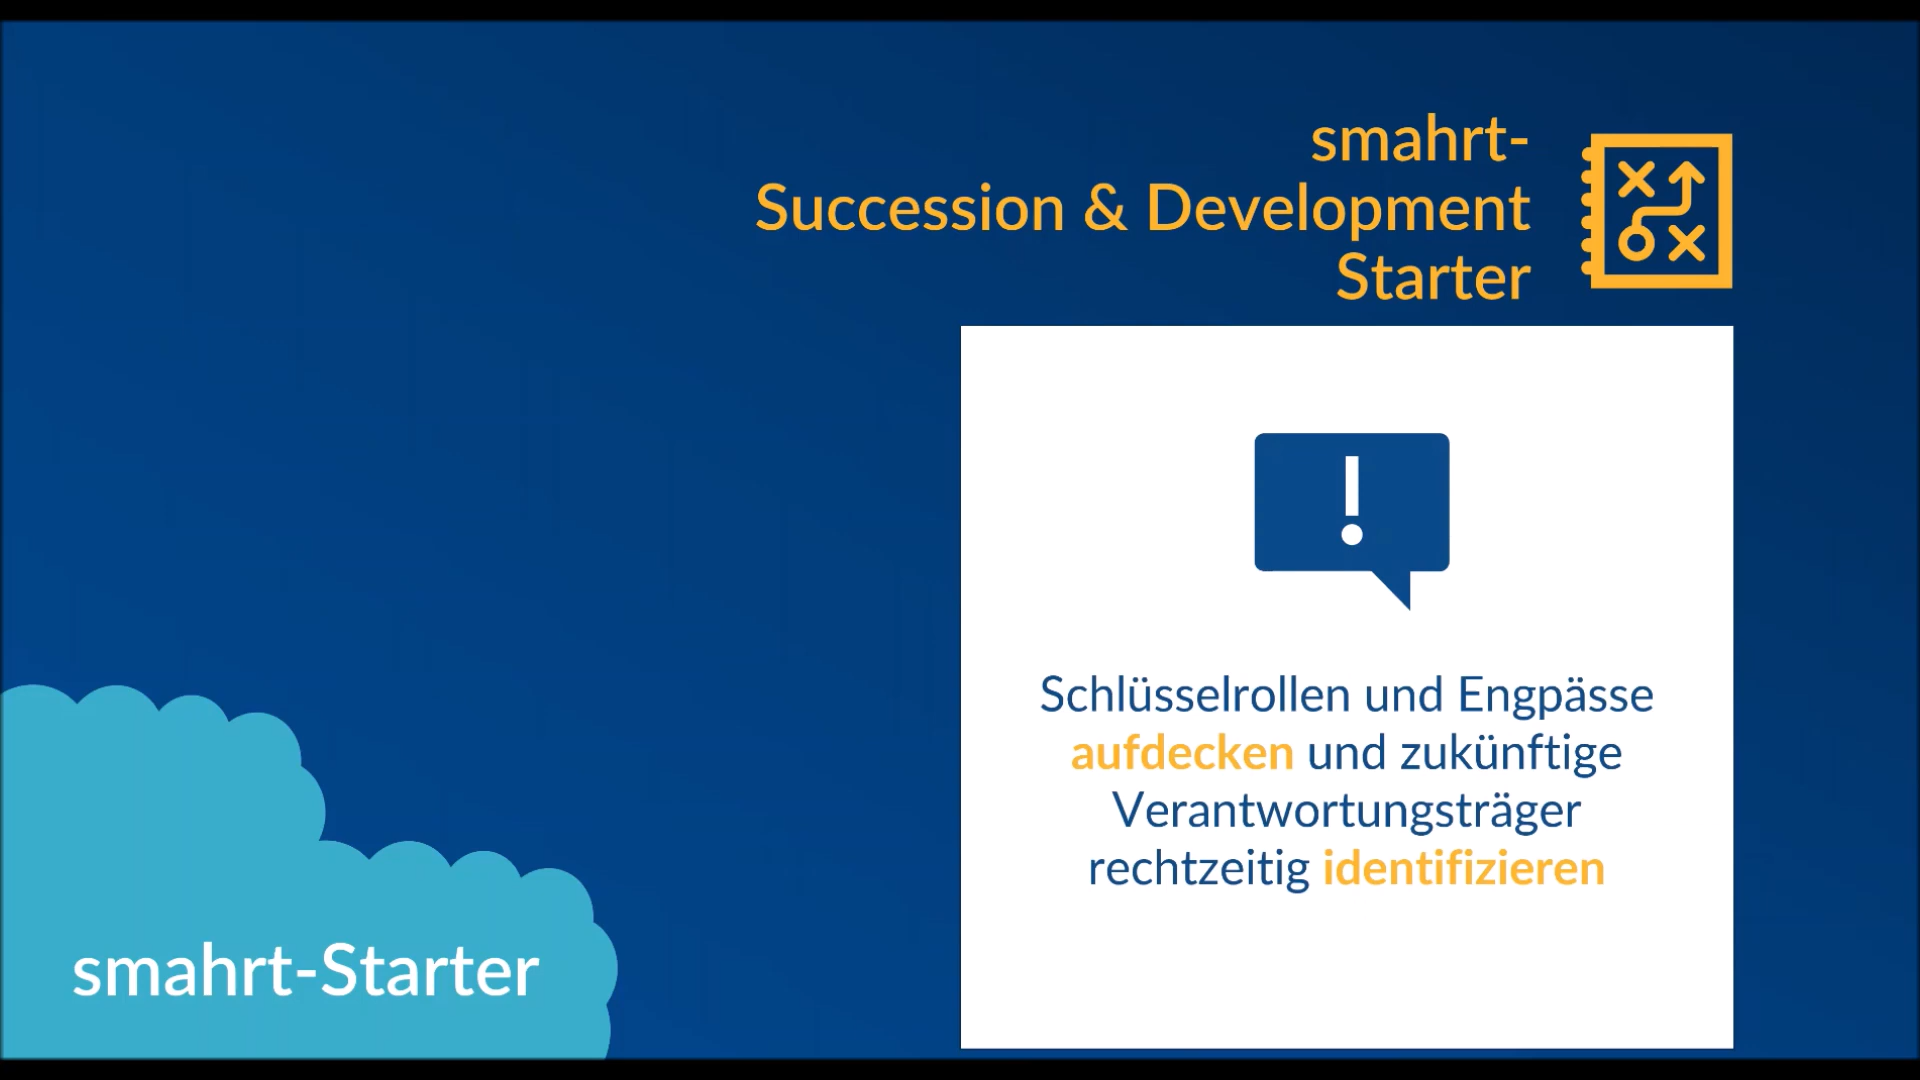 smahrt-
Succession & Development
Starter
!
Schlüsselrollen und Engpässe
aufdecken und zukünftige
Verantwortungsträger
rechtzeitig identifizieren
smahrt-Starter